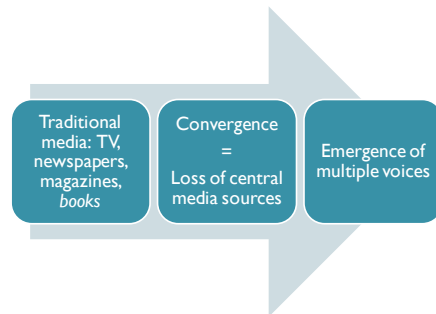 Traditional
media: TV,
newspapers,
magazines,
books
Convergence
=
Loss of central
media sources
Emergence of
multiple voices